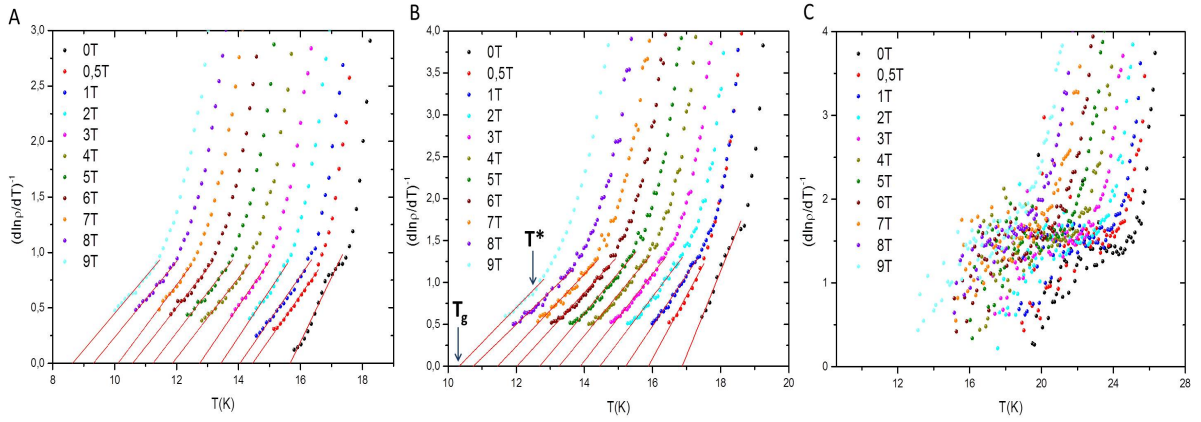 A
(dlnρ/dT)⁻¹
3,0
2,5
2,0
1,5
1,0
0,5
0,0
0T
0,5T
1T
2T
3T
4T
5T
6T
7T
8T
9T
8 10 12 14 16 18
T(K)
B
(dlnρ/dT)⁻¹
4,0
3,5
3,0
2,5
2,0
1,5
1,0
0,5
0,0
0T
0,5T
1T
2T
3T
4T
5T
6T
7T
8T
9T
T*
Tg
10 12 14 16 18 20
T(K)
C
(dlnρ/dT)⁻¹
4
3
2
1
0
0T
0,5T
1T
2T
3T
4T
5T
6T
7T
8T
9T
12 16 20 24 28
T(K)